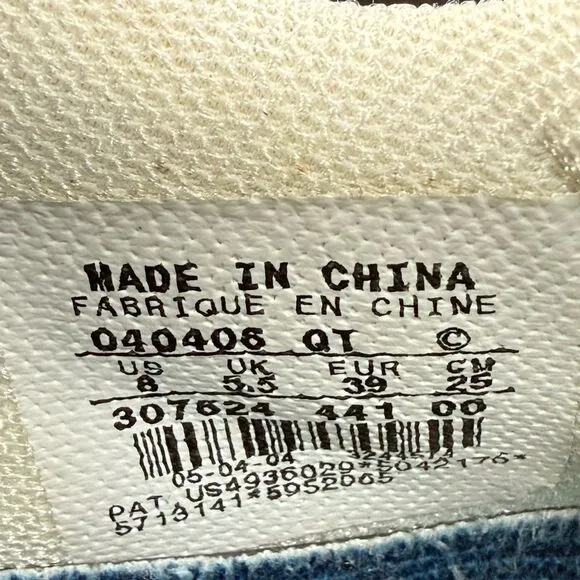 MADE IN CHINA
FABRIQUE EN CHINE
040406 QT ©
US UK EUR CM
8 5.5 39 25
307624 441 00
05-04-04
US4936029*5042176*
PAT.
5713141*5952065